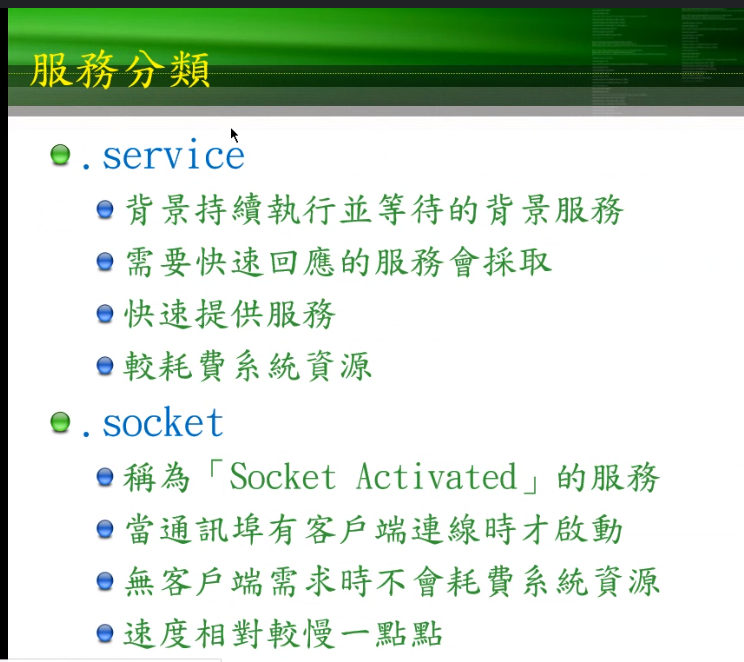 服務分類
.service
背景持續執行並等待的背景服務
需要快速回應的服務會採取
快速提供服務
較耗費系統資源
.socket
稱為「Socket Activated」的服務
當通訊埠有客戶端連線時才啟動
無客戶端需求時不會耗費系統資源
速度相對較慢一點點